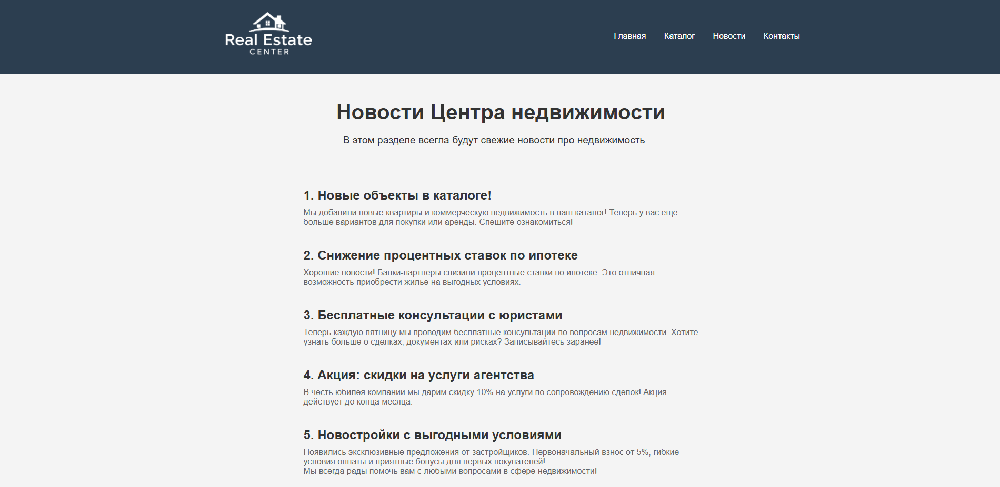 Real Estate
CENTER
Главная Каталог Новости Контакты
Новости Центра недвижимости
В этом разделе всегла будут свежие новости про недвижимость
1. Новые объекты в каталоге!
Мы добавили новые квартиры и коммерческую недвижимость в наш каталог! Теперь у вас еще
больше вариантов для покупки или аренды. Спешите ознакомиться!
2. Снижение процентных ставок по ипотеке
Хорошие новости! Банки-партнёры снизили процентные ставки по ипотеке. Это отличная
возможность приобрести жильё на выгодных условиях.
3. Бесплатные консультации с юристами
Теперь каждую пятницу мы проводим бесплатные консультации по вопросам недвижимости. Хотите
узнать больше о сделках, документах или рисках? Записывайтесь заранее!
4. Акция: скидки на услуги агентства
В честь юбилея компании мы дарим скидку 10% на услуги по сопровождению сделок! Акция
действует до конца месяца.
5. Новостройки с выгодными условиями
Появились эксклюзивные предложения от застройщиков. Первоначальный взнос от 5%, гибкие
условия оплаты и приятные бонусы для первых покупателей!
Мы всегда рады помочь вам с любыми вопросами в сфере недвижимости!